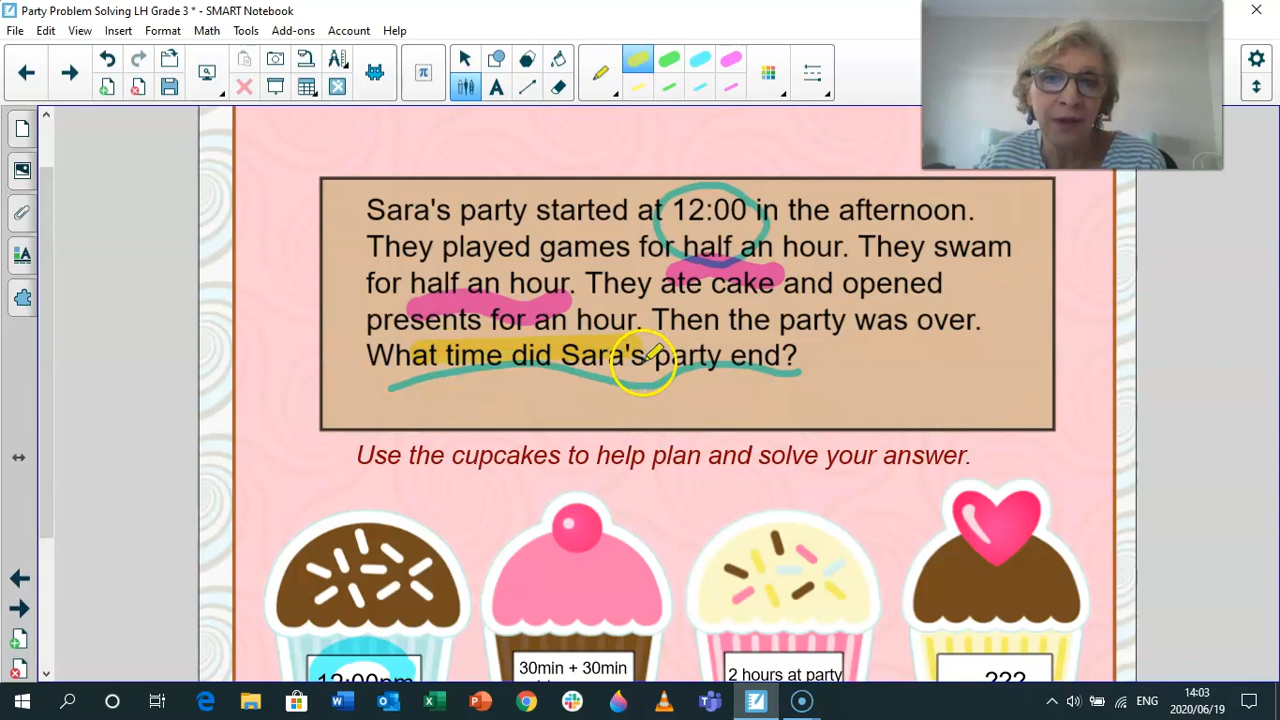 Party Problem Solving LH Grade 3 * - SMART Notebook
File Edit View Insert Format Math Tools Add-ons Account Help
Sara's party started at 12:00 in the afternoon.
They played games for half an hour. They swam
for half an hour. They ate cake and opened
presents for an hour. Then the party was over.
What time did Sara's party end?
Use the cupcakes to help plan and solve your answer.
12:00pm
30min + 30min
2 hours at party
???
ENG
14:03
2020/06/19